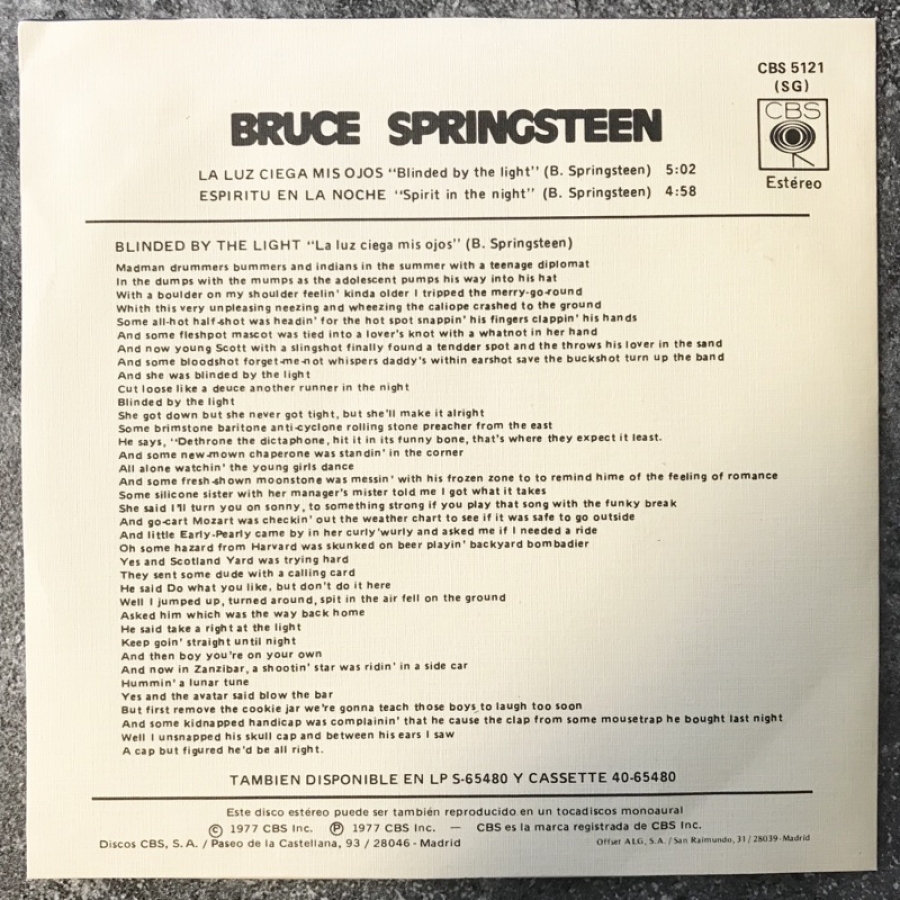 CBS 5121
(SG)
CBS
Estéreo
BRUCE SPRINGSTEEN
LA LUZ CIEGA MIS OJOS "Blinded by the light" (B. Springsteen) 5:02
ESPIRITU EN LA NOCHE "Spirit in the night" (B. Springsteen) 4:58
BLINDED BY THE LIGHT "La luz ciega mis ojos" (B. Springsteen)
Madman drummers bummers and indians in the summer with a teenage diplomat
In the dumps with the mumps as the adolescent pumps his way into his hat
With a boulder on my shoulder feelin' kinda older I tripped the merry-go-round
Whith this very unpleasing neezing and wheezing the caliope crashed to the ground
Some all-hot half-shot was headin' for the hot spot snappin' his fingers clappin' his hands
And some fleshpot mascot was tied into a lover's knot with a whatnot in her hand
And now young Scott with a slingshot finally found a tendder spot and the throws his lover in the sand
And some bloodshot forget-me-not whispers daddy's within earshot save the buckshot turn up the band
And she was blinded by the light
Cut loose like a deuce another runner in the night
Blinded by the light
She got down but she never got tight, but she'll make it alright
Some brimstone baritone anti-cyclone rolling stone preacher from the east
He says, "Dethrone the dictaphone, hit it in its funny bone, that's where they expect it least.
And some new-mown chaperone was standin' in the corner
All alone watchin' the young girls dance
And some fresh-shown moonstone was messin' with his frozen zone to to remind hime of the feeling of romance
Some silicone sister with her manager's mister told me I got what it takes
She said I'll turn you on sonny, to something strong if you play that song with the funky break
And go-cart Mozart was checkin' out the weather chart to see if it was safe to go outside
And little Early-Pearly came by in her curly'wurly and asked me if I needed a ride
Oh some hazard from Harvard was skunked on beer playin' backyard bombadier
Yes and Scotland Yard was trying hard
They sent some dude with a calling card
He said Do what you like, but don't do it here
Well I jumped up, turned around, spit in the air fell on the ground
Asked him which was the way back home
He said take a right at the light
Keep goin' straight until night
And then boy you're on your own
And now in Zanzibar, a shootin' star was ridin' in a side car
Hummin' a lunar tune
Yes and the avatar said blow the bar
But first remove the cookie jar we're gonna teach those boys to laugh too soon
And some kidnapped handicap was complainin' that he cause the clap from some mousetrap he bought last night
Well I unsnapped his skull cap and between his ears I saw
A cap but figured he'd be all right.
TAMBIEN DISPONIBLE EN LP S-65480 Y CASSETTE 40-65480
Este disco estéreo puede ser también reproducido en un tocadiscos monoaural
© 1977 CBS Inc. Ⓟ 1977 CBS Inc. — CBS es la marca registrada de CBS Inc.
Discos CBS, S.A. / Paseo de la Castellana, 93 / 28046 - Madrid
Offset ALG, S.A. / San Raimundo, 31 / 28039 - Madrid